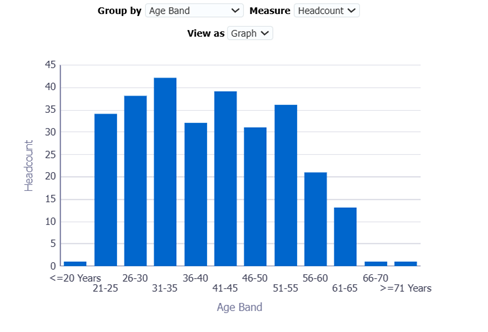 Group by Age Band Measure Headcount
View as Graph
45
40
35
30
25
20
15
10
5
0
Headcount
<=20 Years 26-30 36-40 46-50 56-60 66-70
21-25 31-35 41-45 51-55 61-65 >=71 Years
Age Band